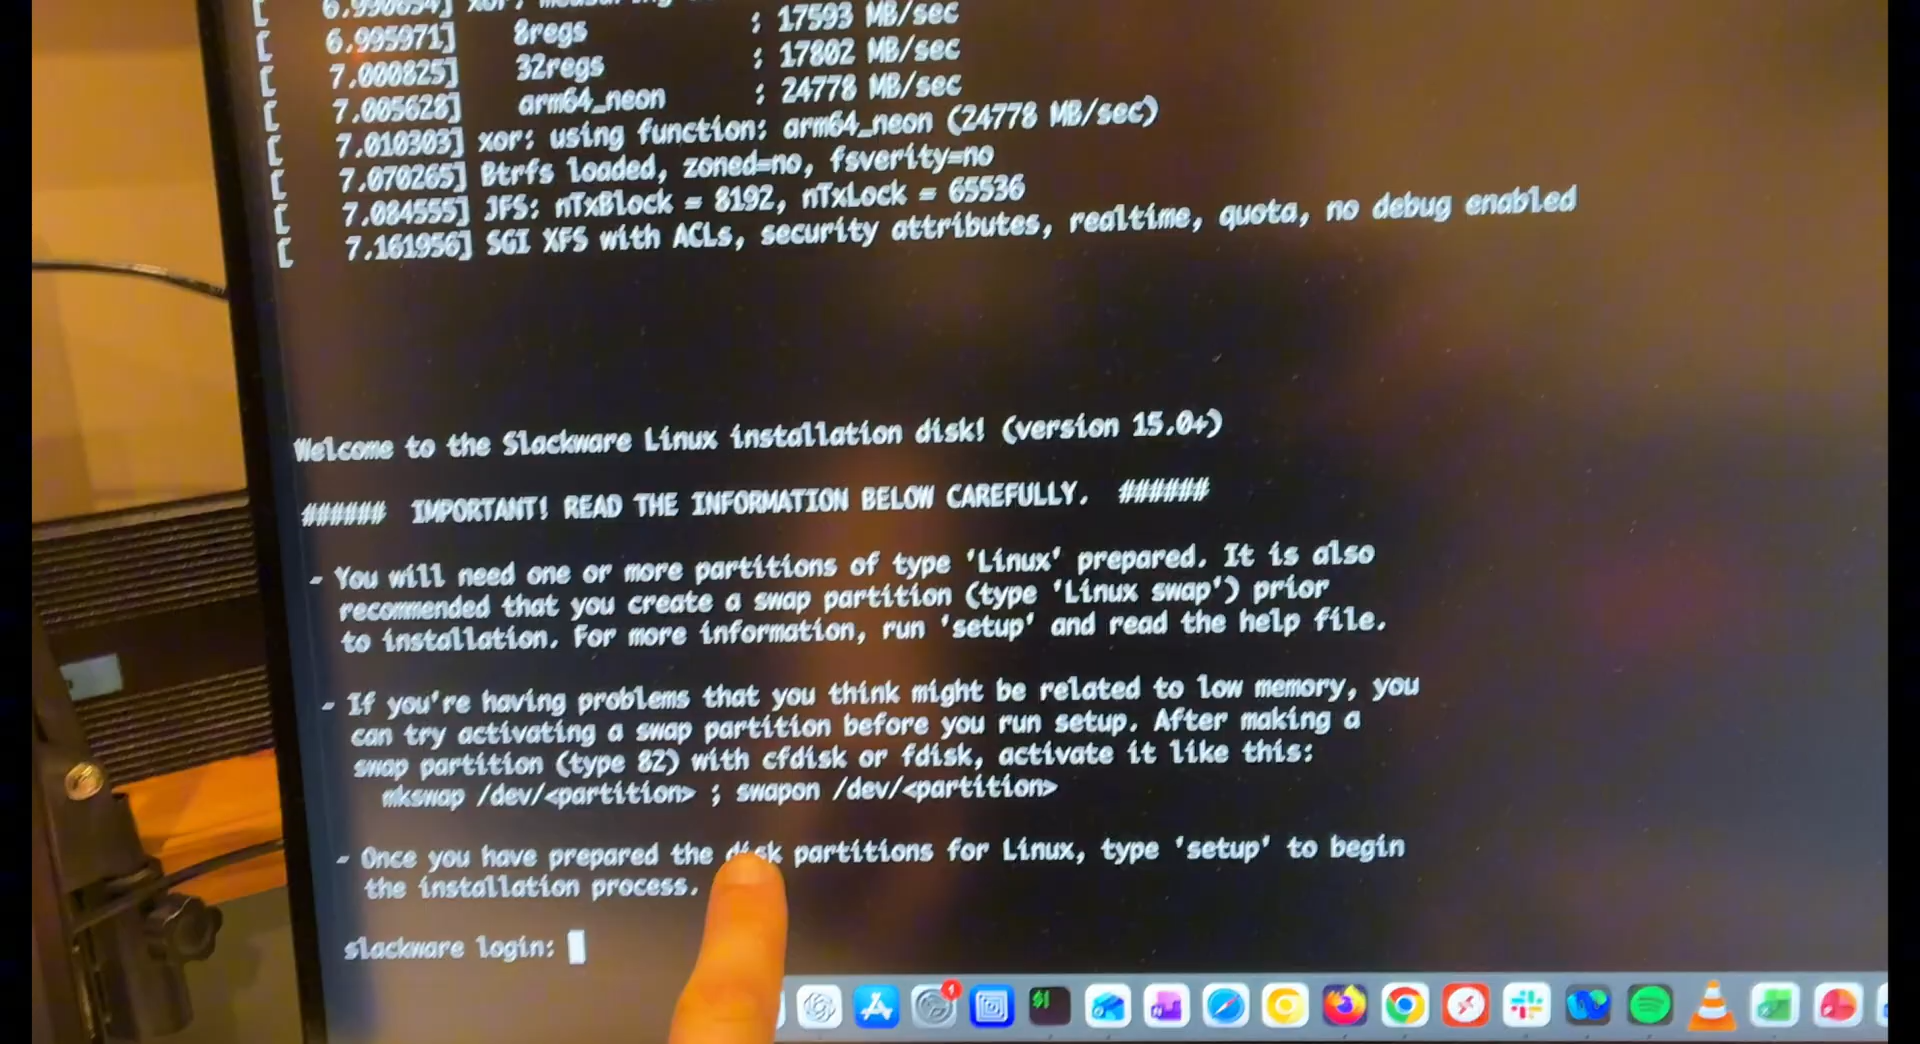 [    6.990654] xor: measuring
[    6.995971]    8regs           : 17593 MB/sec
[    7.000825]    32regs          : 17802 MB/sec
[    7.005628]    arm64_neon      : 24778 MB/sec
[    7.010303] xor: using function: arm64_neon (24778 MB/sec)
[    7.070265] Btrfs loaded, zoned=no, fsverity=no
[    7.084555] JFS: nTxBlock = 8192, nTxLock = 65536
[    7.161956] SGI XFS with ACLs, security attributes, realtime, quota, no debug enabled
Welcome to the Slackware Linux installation disk! (version 15.0+)
###### IMPORTANT! READ THE INFORMATION BELOW CAREFULLY. ######
- You will need one or more partitions of type 'Linux' prepared. It is also
recommended that you create a swap partition (type 'Linux swap') prior
to installation. For more information, run 'setup' and read the help file.
- If you're having problems that you think might be related to low memory, you
can try activating a swap partition before you run setup. After making a
swap partition (type 82) with cfdisk or fdisk, activate it like this:
mkswap /dev/<partition> ; swapon /dev/<partition>
- Once you have prepared the disk partitions for Linux, type 'setup' to begin
the installation process.
slackware login:
1